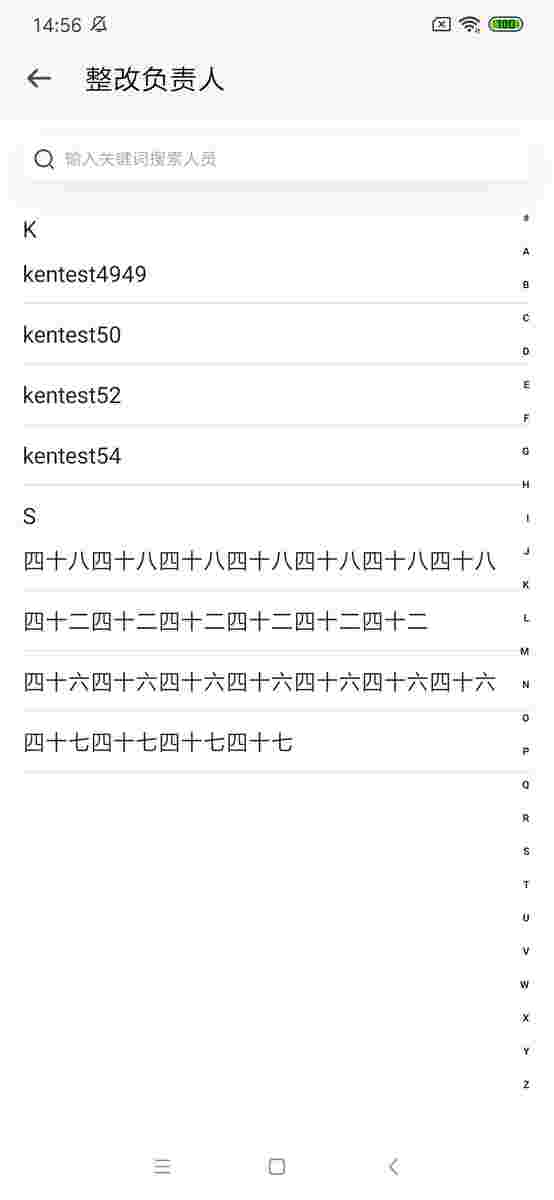 14:56
100
整改负责人
输入关键词搜索人员
K
kentest4949
kentest50
kentest52
kentest54
S
四十八四十八四十八四十八四十八四十八四十八
四十二四十二四十二四十二四十二四十二
四十六四十六四十六四十六四十六四十六四十六
四十七四十七四十七四十七
#
A
B
C
D
E
F
G
H
I
J
K
L
M
N
O
P
Q
R
S
T
U
V
W
X
Y
Z